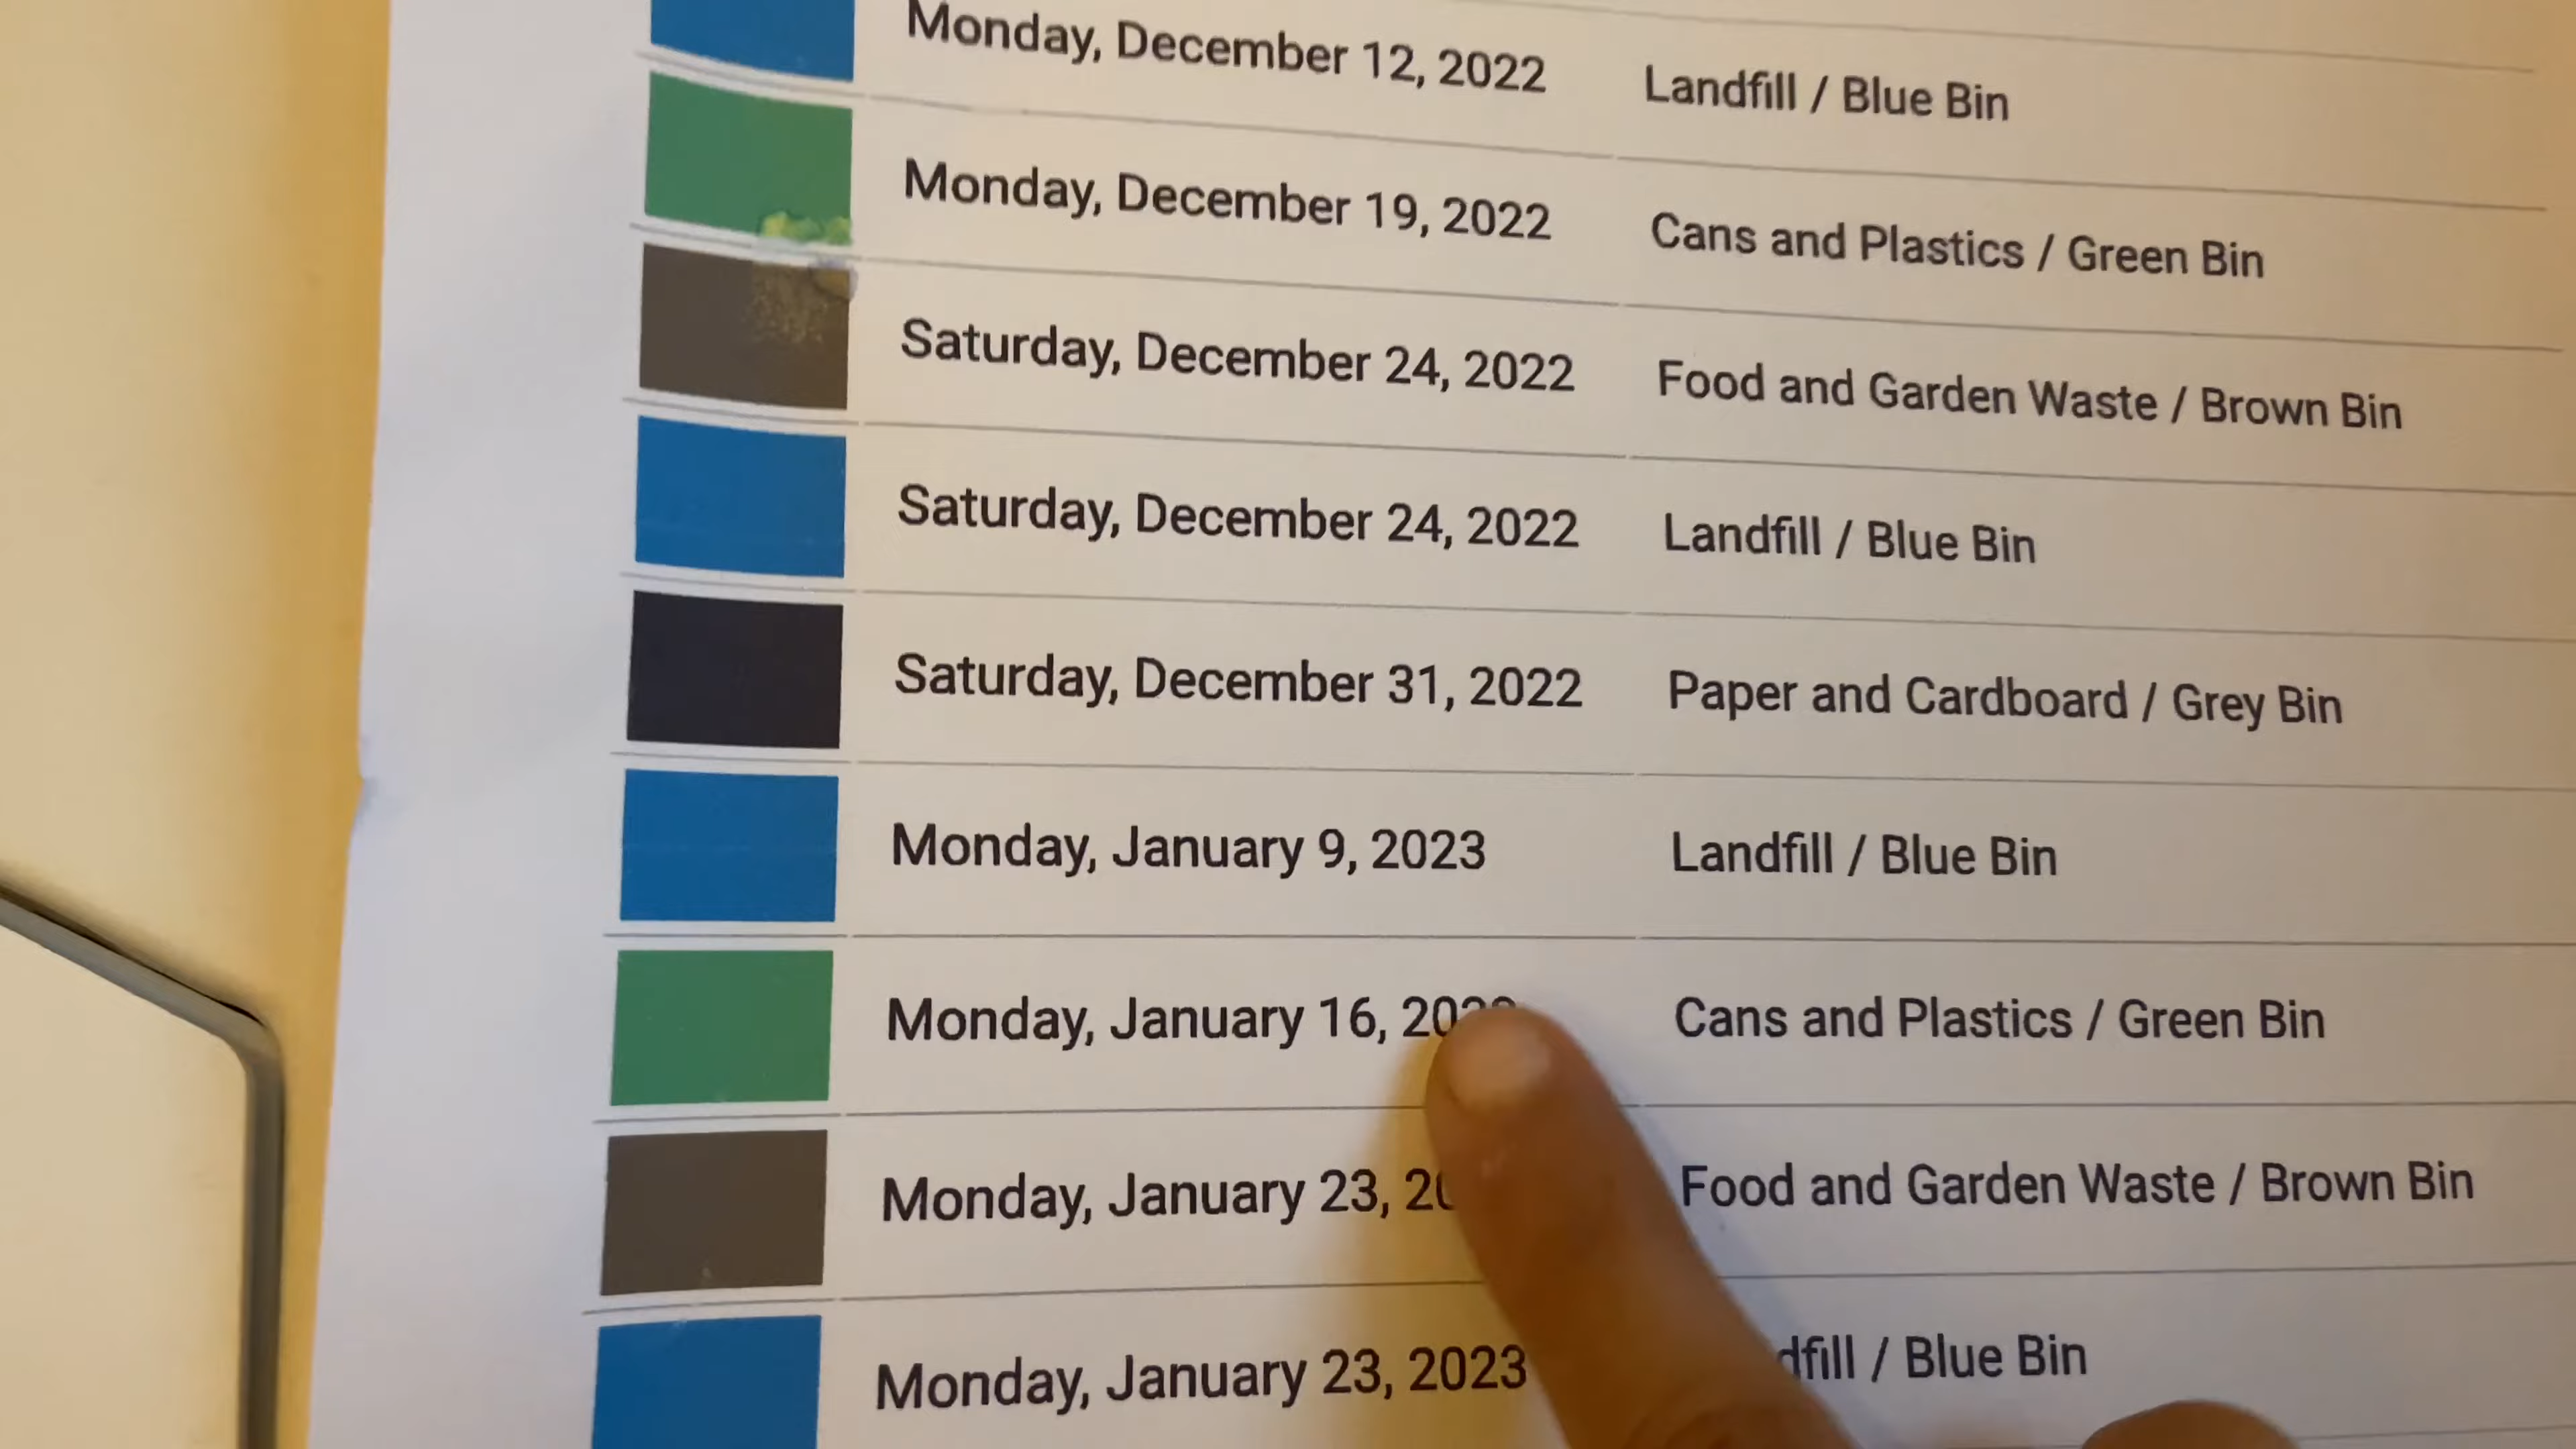 Monday, December 12, 2022 Landfill / Blue Bin
Monday, December 19, 2022 Cans and Plastics / Green Bin
Saturday, December 24, 2022 Food and Garden Waste / Brown Bin
Saturday, December 24, 2022 Landfill / Blue Bin
Saturday, December 31, 2022 Paper and Cardboard / Grey Bin
Monday, January 9, 2023 Landfill / Blue Bin
Monday, January 16, Cans and Plastics / Green Bin
Monday, January 23, Food and Garden Waste / Brown Bin
Monday, January 23, 2023 / Blue Bin